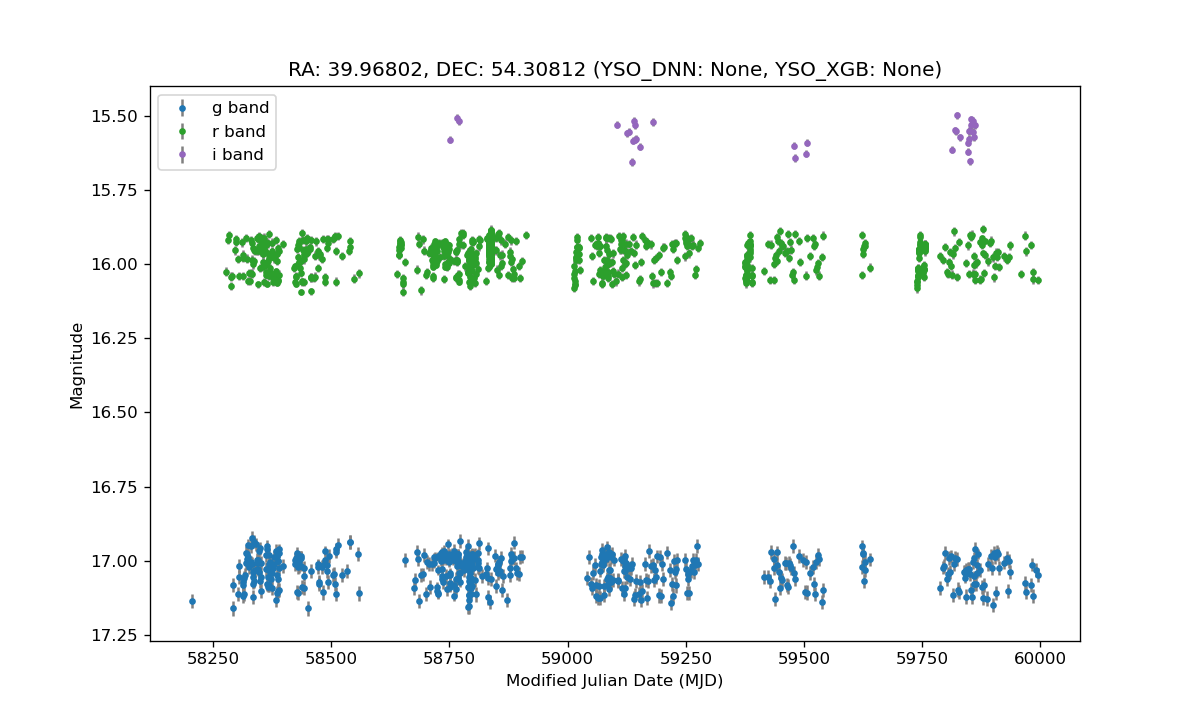 RA: 39.96802, DEC: 54.30812 (YSO_DNN: None, YSO_XGB: None)
g band
r band
i band
15.50
15.75
16.00
16.25
16.50
16.75
17.00
17.25
Magnitude
58250 58500 58750 59000 59250 59500 59750 60000
Modified Julian Date (MJD)